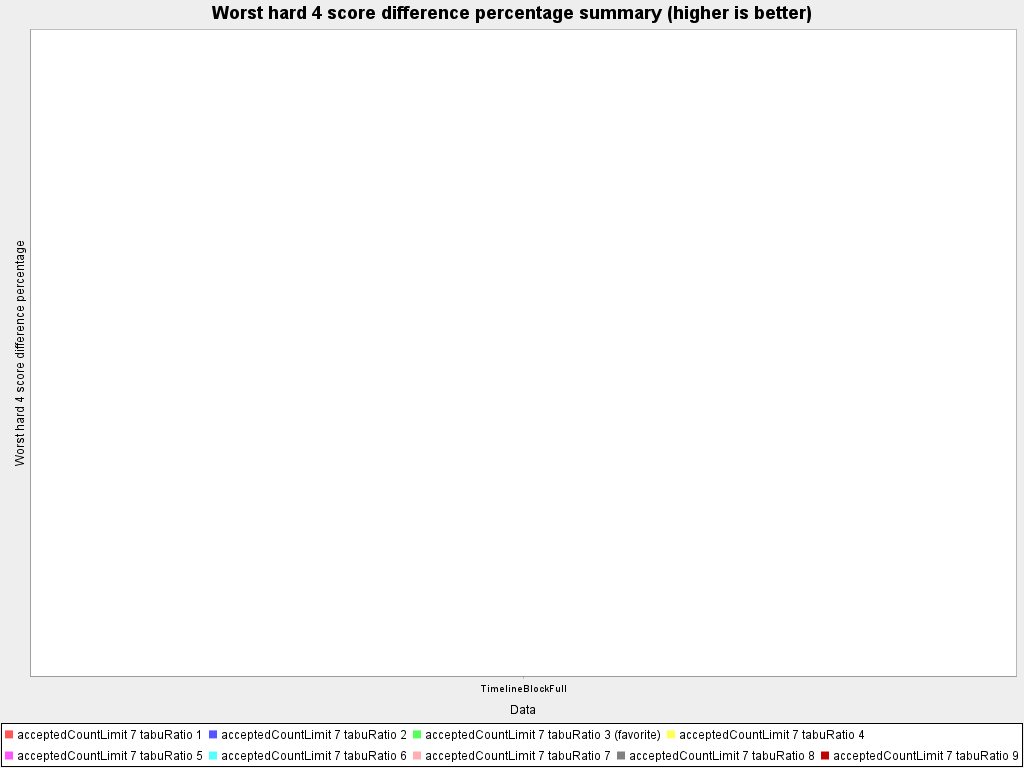 Worst hard 4 score difference percentage summary (higher is better)
Worst hard 4 score difference percentage
TimelineBlockFull
Data
acceptedCountLimit 7 tabuRatio 1 acceptedCountLimit 7 tabuRatio 2 acceptedCountLimit 7 tabuRatio 3 (favorite) acceptedCountLimit 7 tabuRatio 4
acceptedCountLimit 7 tabuRatio 5 acceptedCountLimit 7 tabuRatio 6 acceptedCountLimit 7 tabuRatio 7 acceptedCountLimit 7 tabuRatio 8 acceptedCountLimit 7 tabuRatio 9